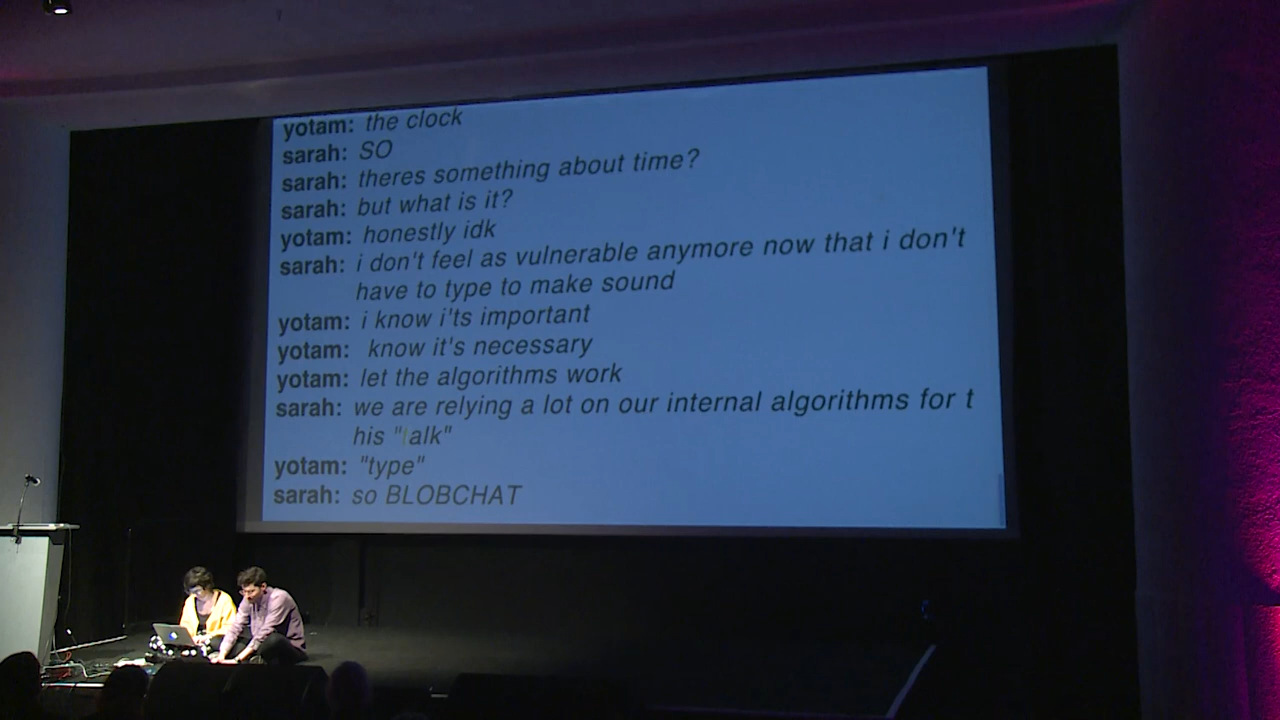 yotam: the clock
sarah: SO
sarah: theres something about time?
sarah: but what is it?
yotam: honestly idk
sarah: i don't feel as vulnerable anymore now that i don't
have to type to make sound
yotam: i know i'ts important
yotam: know it's necessary
yotam: let the algorithms work
sarah: we are relying a lot on our internal algorithms for t
his "talk"
yotam: "type"
sarah: so BLOBCHAT